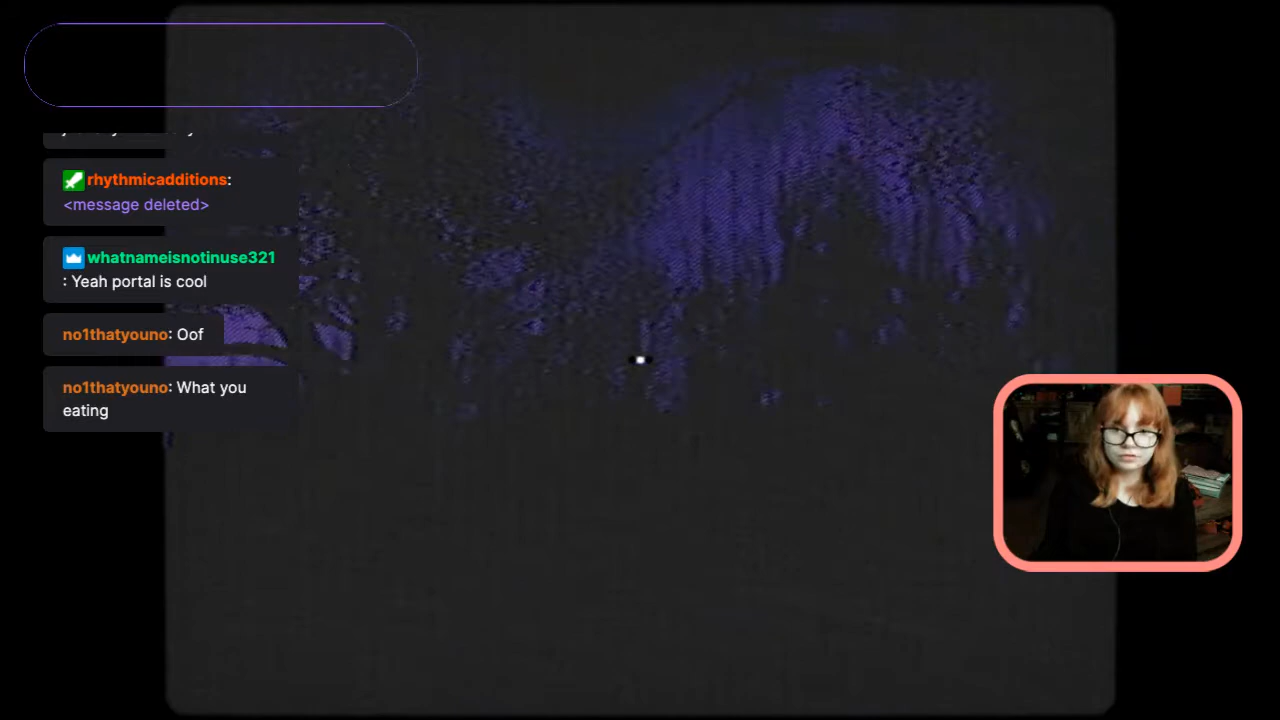 rhythmicadditions:
<message deleted>
whatnameisnotinuse321
: Yeah portal is cool
no1thatyouno: Oof
no1thatyouno: What you
eating